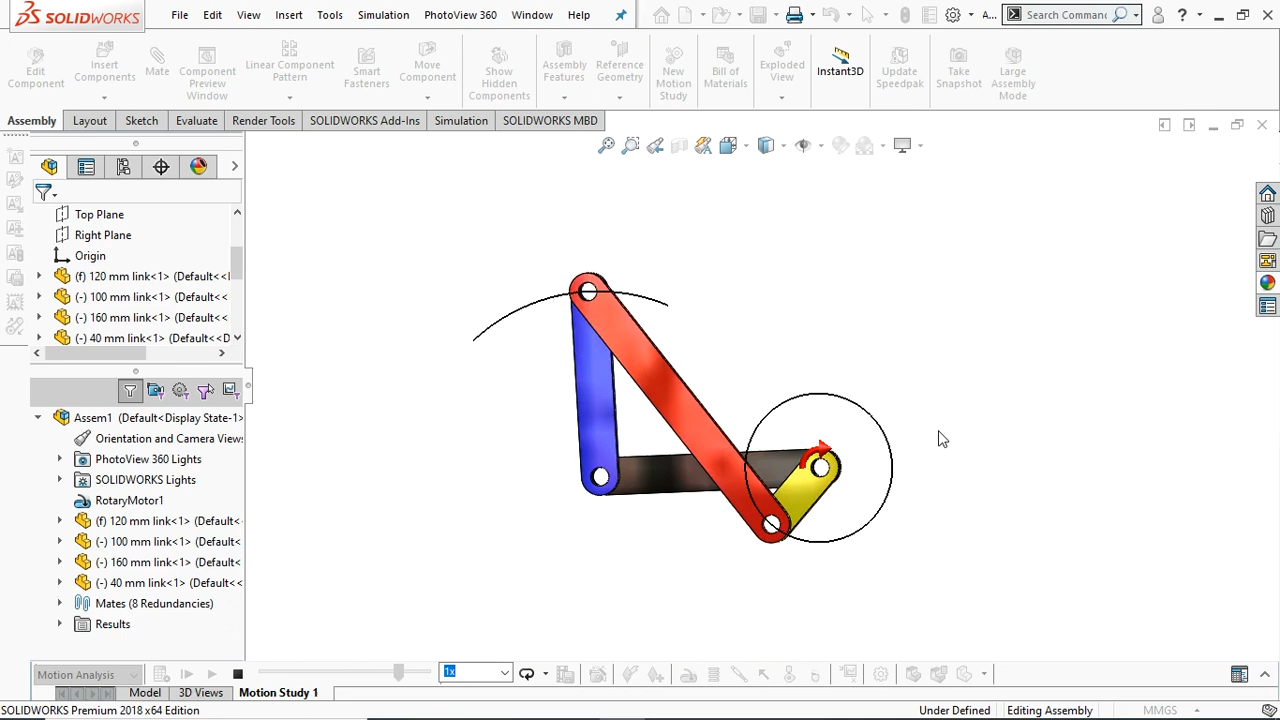 SOLIDWORKS
File Edit View Insert Tools Simulation PhotoView 360 Window Help
A...
Search Commands
?
Edit Component
Insert Components
Mate
Component Preview Window
Linear Component Pattern
Smart Fasteners
Move Component
Show Hidden Components
Assembly Features
Reference Geometry
New Motion Study
Bill of Materials
Exploded View
Instant3D
Update Speedpak
Take Snapshot
Large Assembly Mode
Assembly Layout Sketch Evaluate Render Tools SOLIDWORKS Add-Ins Simulation SOLIDWORKS MBD
Top Plane
Right Plane
Origin
(f) 120 mm link<1> (Default<<
(-) 100 mm link<1> (Default<<
(-) 160 mm link<1> (Default<<
(-) 40 mm link<1> (Default<<D
Assem1 (Default<Display State-1>
Orientation and Camera Views
PhotoView 360 Lights
SOLIDWORKS Lights
RotaryMotor1
(f) 120 mm link<1> (Default<
(-) 100 mm link<1> (Default<
(-) 160 mm link<1> (Default<
(-) 40 mm link<1> (Default<<
Mates (8 Redundancies)
Results
Motion Analysis
1x
Model 3D Views Motion Study 1
SOLIDWORKS Premium 2018 x64 Edition
Under Defined Editing Assembly MMGS